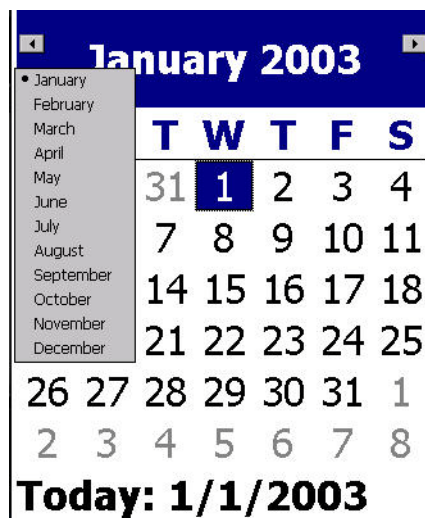 January 2003
January
February
March
April
May
June
July
August
September
October
November
December
T W T F S
31 1 2 3 4
7 8 9 10 11
14 15 16 17 18
21 22 23 24 25
26 27 28 29 30 31 1
2 3 4 5 6 7 8
Today: 1/1/2003